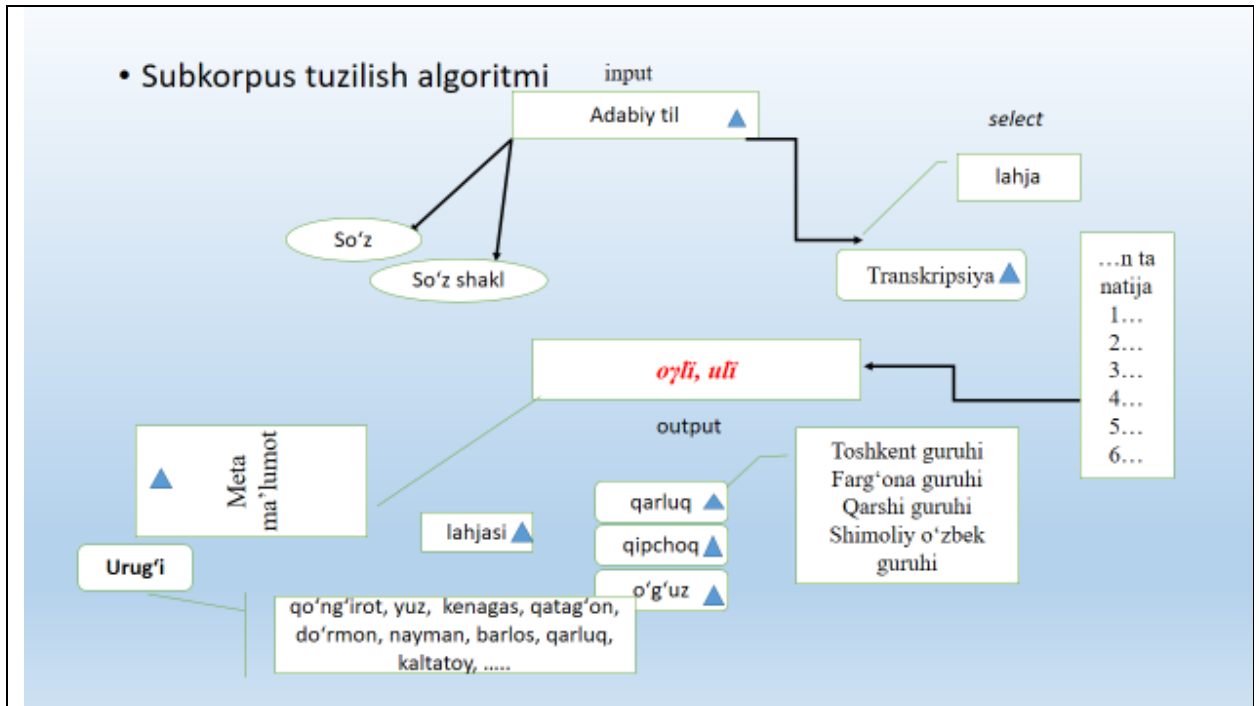 • Subkorpus tuzilish algoritmi
input
Adabiy til
select
lahja
So‘z
So‘z shakl
Transkripsiya
…n ta
natija
1…
2…
3…
4…
5…
6…
oγlï, ulï
output
Meta
ma’lumot
lahjasi
qarluq
qipchoq
o‘g‘uz
Toshkent guruhi
Farg‘ona guruhi
Qarshi guruhi
Shimoliy o‘zbek
guruhi
Urug‘i
qo‘ng‘irot, yuz, kenagas, qatag‘on,
do‘rmon, nayman, barlos, qarluq,
kaltatoy, …..